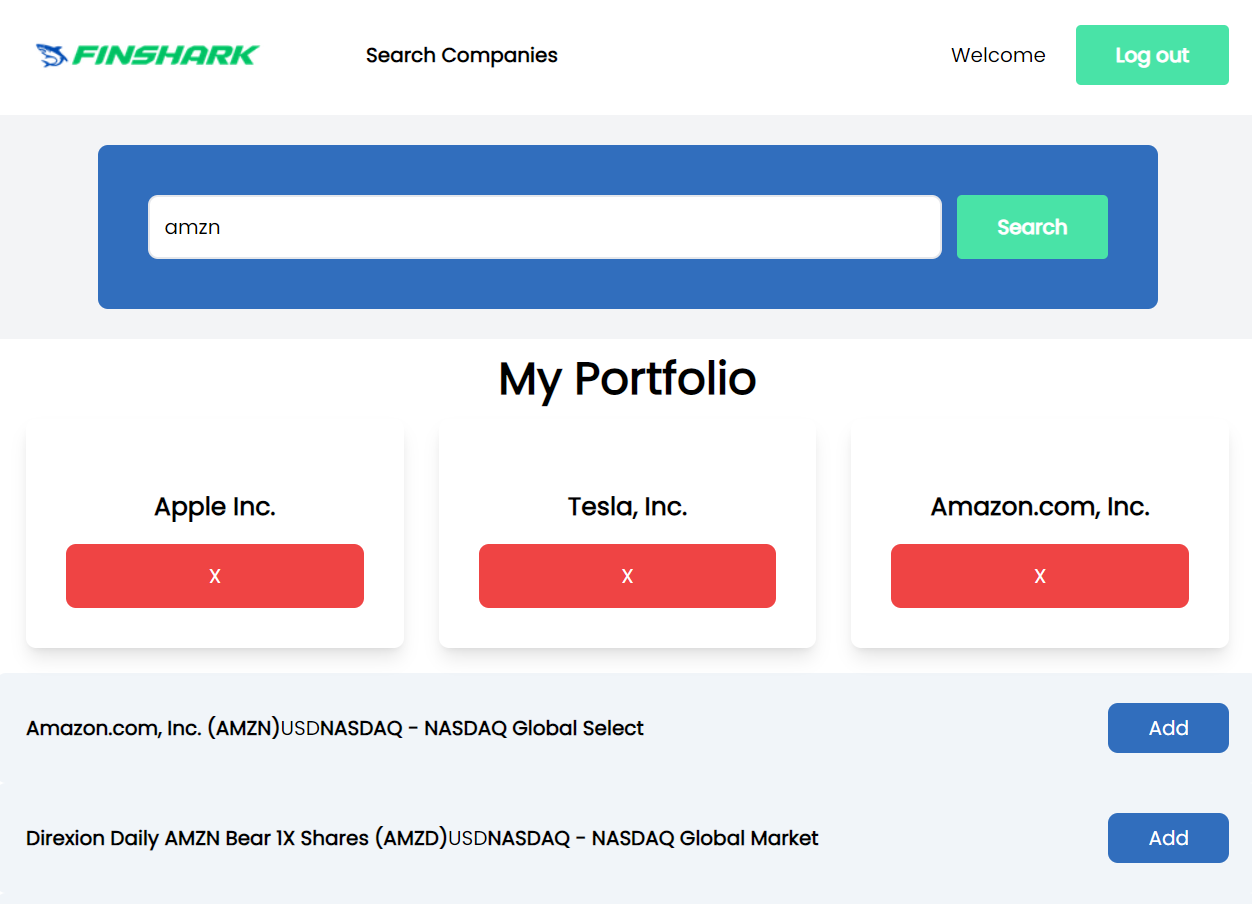 FINSHARK Search Companies Welcome Log out
amzn Search
My Portfolio
Apple Inc. Tesla, Inc. Amazon.com, Inc.
X X X
Amazon.com, Inc. (AMZN)USDNASDAQ - NASDAQ Global Select Add
Direxion Daily AMZN Bear 1X Shares (AMZD)USDNASDAQ - NASDAQ Global Market Add